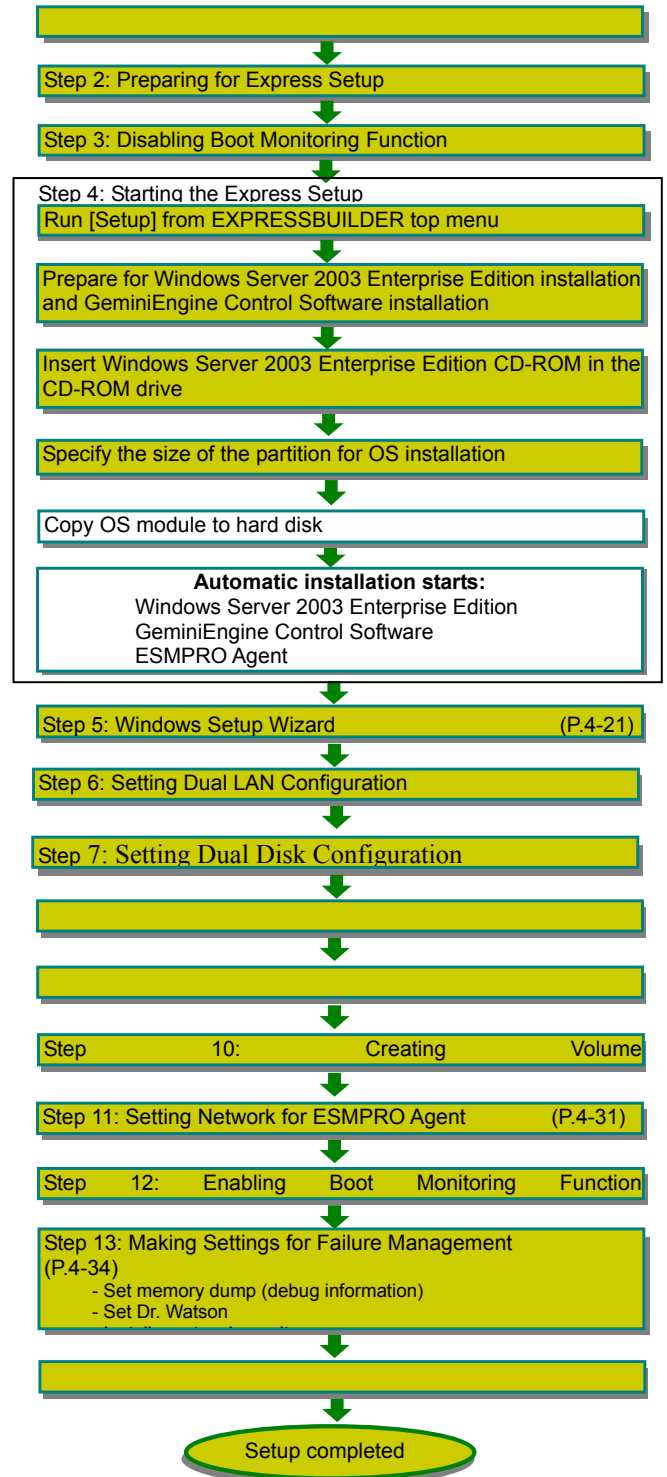 Step 2: Preparing for Express Setup
Step 3: Disabling Boot Monitoring Function
Step 4: Starting the Express Setup
Run [Setup] from EXPRESSBUILDER top menu
Prepare for Windows Server 2003 Enterprise Edition installation
and GeminiEngine Control Software installation
Insert Windows Server 2003 Enterprise Edition CD-ROM in the
CD-ROM drive
Specify the size of the partition for OS installation
Copy OS module to hard disk
Automatic installation starts:
Windows Server 2003 Enterprise Edition
GeminiEngine Control Software
ESMPRO Agent
Step 5: Windows Setup Wizard (P.4-21)
Step 6: Setting Dual LAN Configuration
Step 7: Setting Dual Disk Configuration
Step 10: Creating Volume
Step 11: Setting Network for ESMPRO Agent (P.4-31)
Step 12: Enabling Boot Monitoring Function
Step 13: Making Settings for Failure Management
(P.4-34)
- Set memory dump (debug information)
- Set Dr. Watson
Setup completed